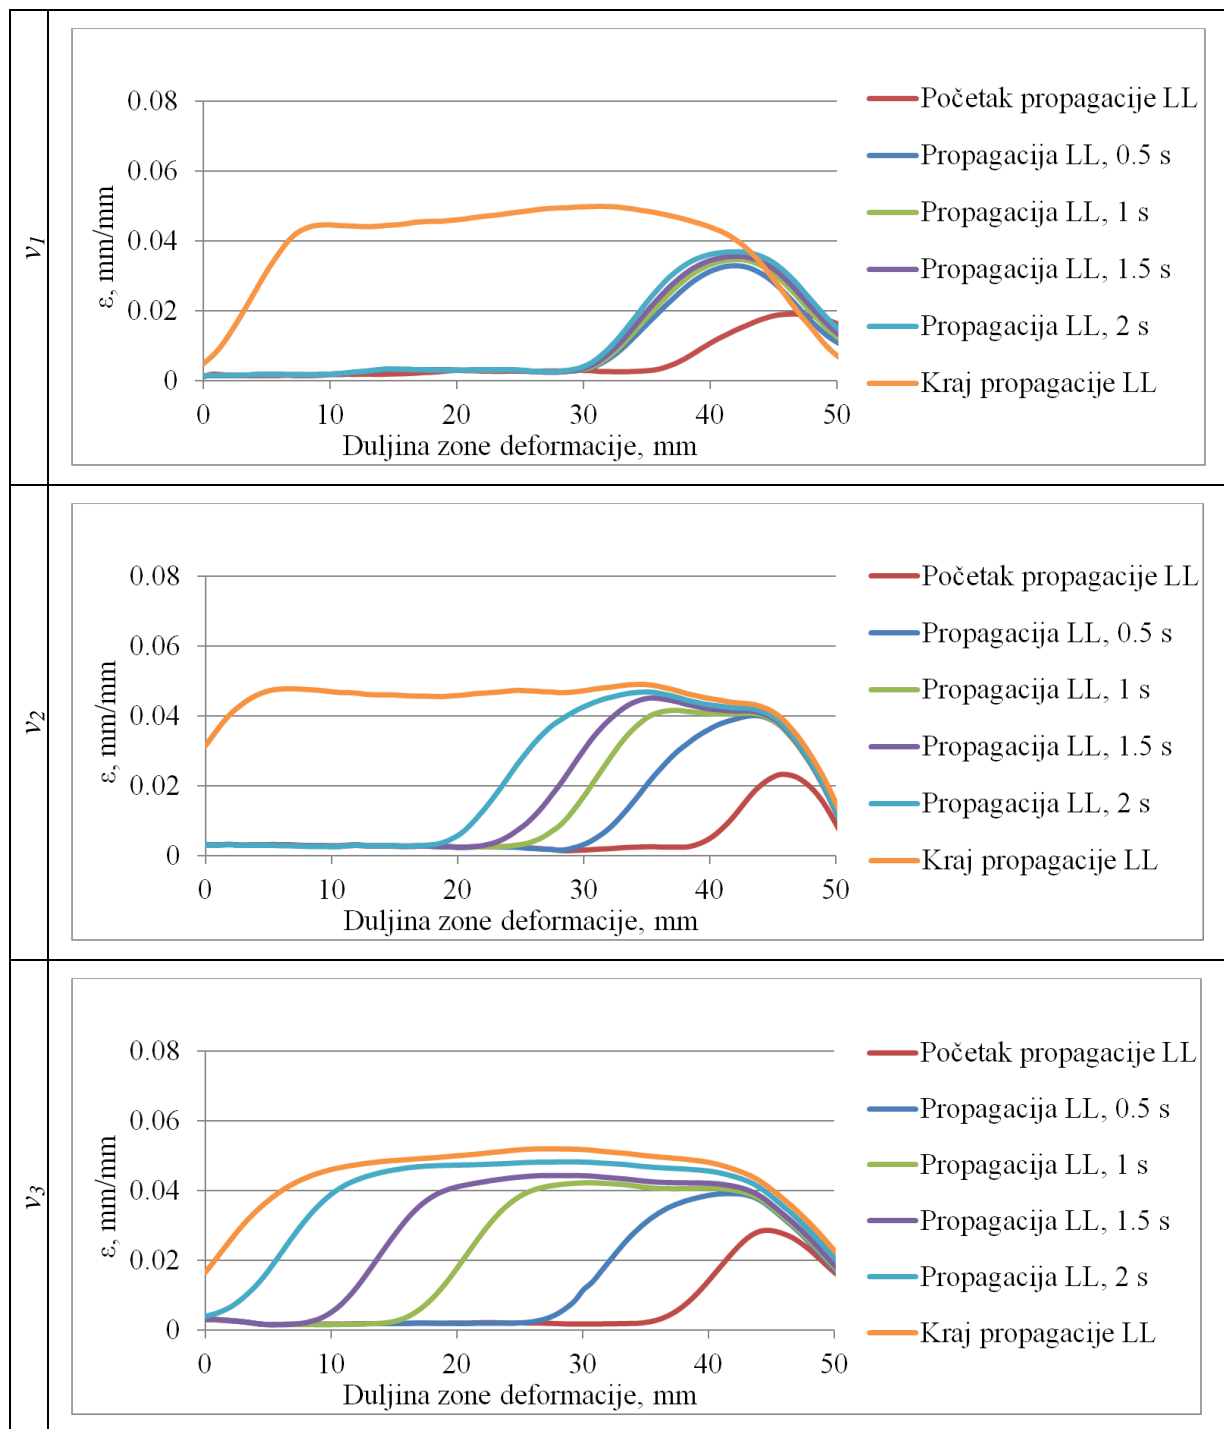 v1
ε, mm/mm
0.08
0.06
0.04
0.02
0
0 10 20 30 40 50
Duljina zone deformacije, mm
Početak propagacije LL
Propagacija LL, 0.5 s
Propagacija LL, 1 s
Propagacija LL, 1.5 s
Propagacija LL, 2 s
Kraj propagacije LL
v2
ε, mm/mm
0.08
0.06
0.04
0.02
0
0 10 20 30 40 50
Duljina zone deformacije, mm
Početak propagacije LL
Propagacija LL, 0.5 s
Propagacija LL, 1 s
Propagacija LL, 1.5 s
Propagacija LL, 2 s
Kraj propagacije LL
v3
ε, mm/mm
0.08
0.06
0.04
0.02
0
0 10 20 30 40 50
Duljina zone deformacije, mm
Početak propagacije LL
Propagacija LL, 0.5 s
Propagacija LL, 1 s
Propagacija LL, 1.5 s
Propagacija LL, 2 s
Kraj propagacije LL